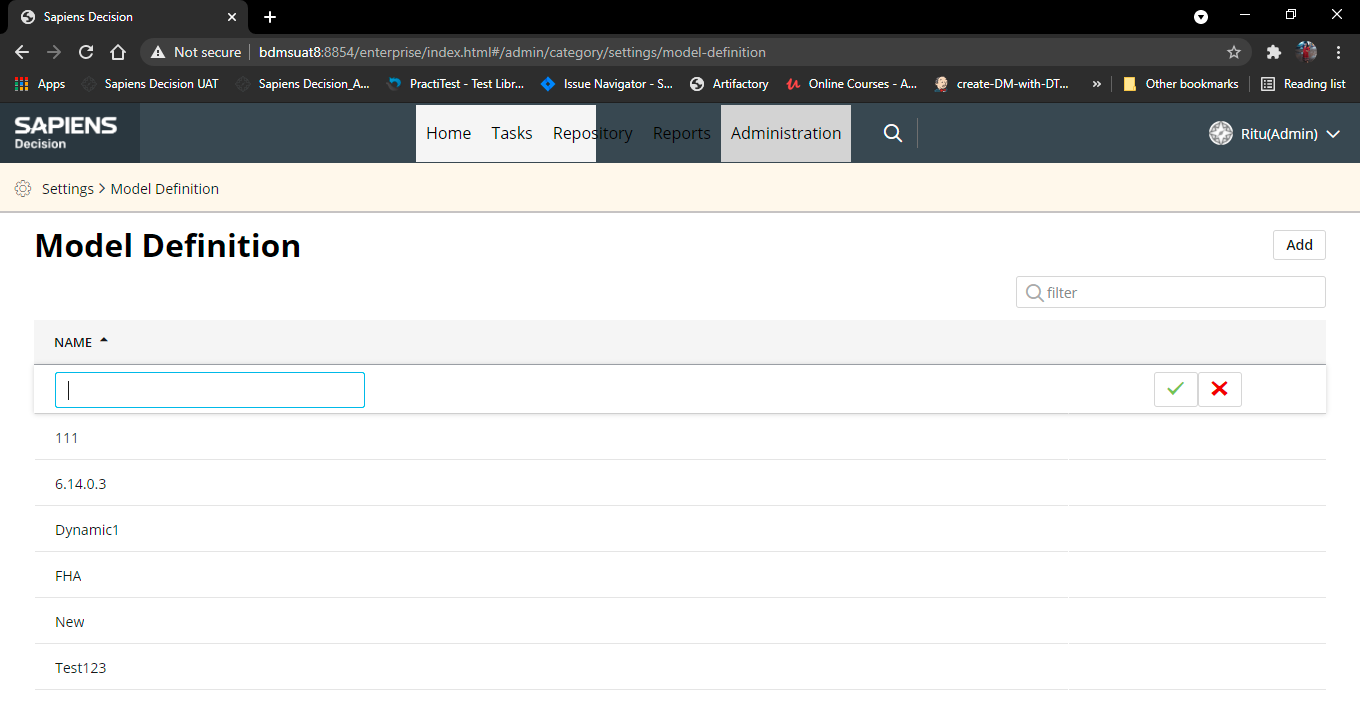 Sapiens Decision
Not secure bdmsuat8:8854/enterprise/index.html#/admin/category/settings/model-definition
Apps Sapiens Decision UAT Sapiens Decision_A... PractiTest - Test Libr... Issue Navigator - S... Artifactory Online Courses - A... create-DM-with-DT... » Other bookmarks Reading list
SAPIENS
Decision
Home Tasks Repository Reports Administration Ritu(Admin)
Settings > Model Definition
Model Definition
Add
filter
NAME
111
6.14.0.3
Dynamic1
FHA
New
Test123